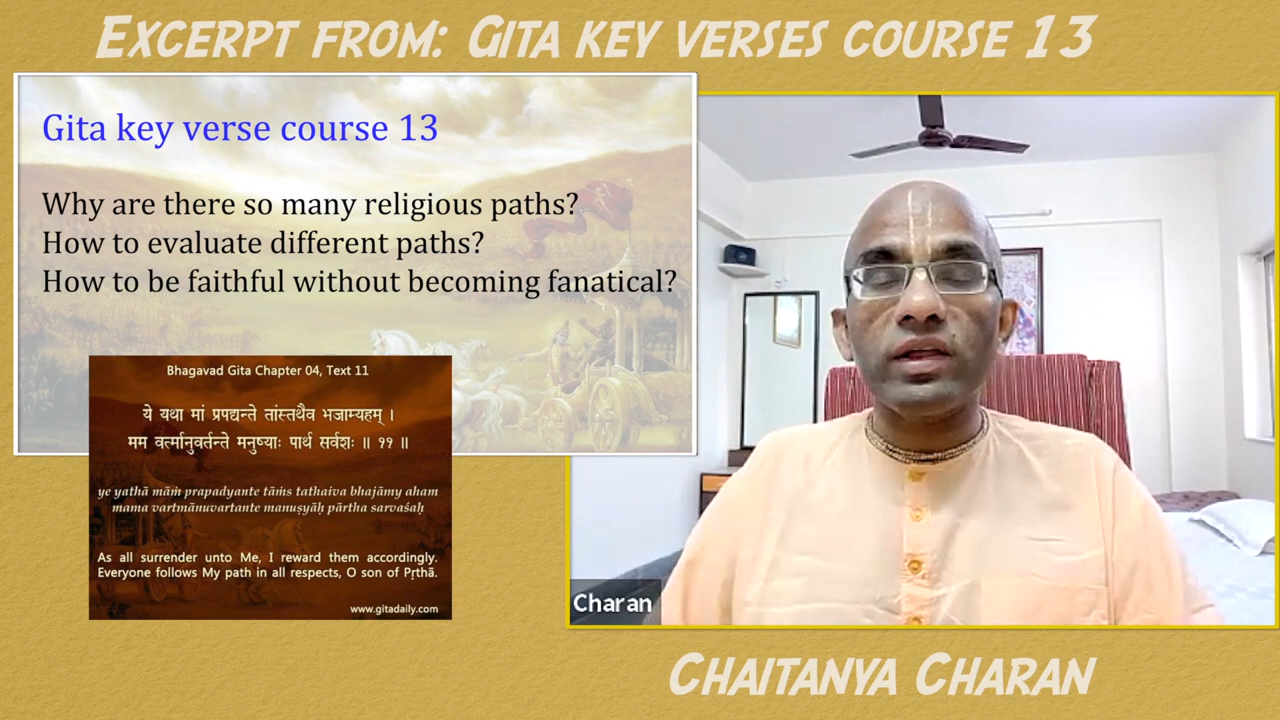 EXCERPT FROM: GITA KEY VERSES COURSE 13
Gita key verse course 13
Why are there so many religious paths?
How to evaluate different paths?
How to be faithful without becoming fanatical?
Bhagavad Gita Chapter 04, Text 11
ये यथा मां प्रपद्यन्ते तांस्तथैव भजाम्यहम् ।
मम वर्त्मानुवर्तन्ते मनुष्याः पार्थ सर्वशः ॥ ११ ॥
ye yathā māṁ prapadyante tāṁs tathaiva bhajāmy aham
mama vartmānuvartante manuṣyāḥ pārtha sarvaśaḥ
As all surrender unto Me, I reward them accordingly.
Everyone follows My path in all respects, O son of Pṛthā.
www.gitadaily.com
Charan
CHAITANYA CHARAN